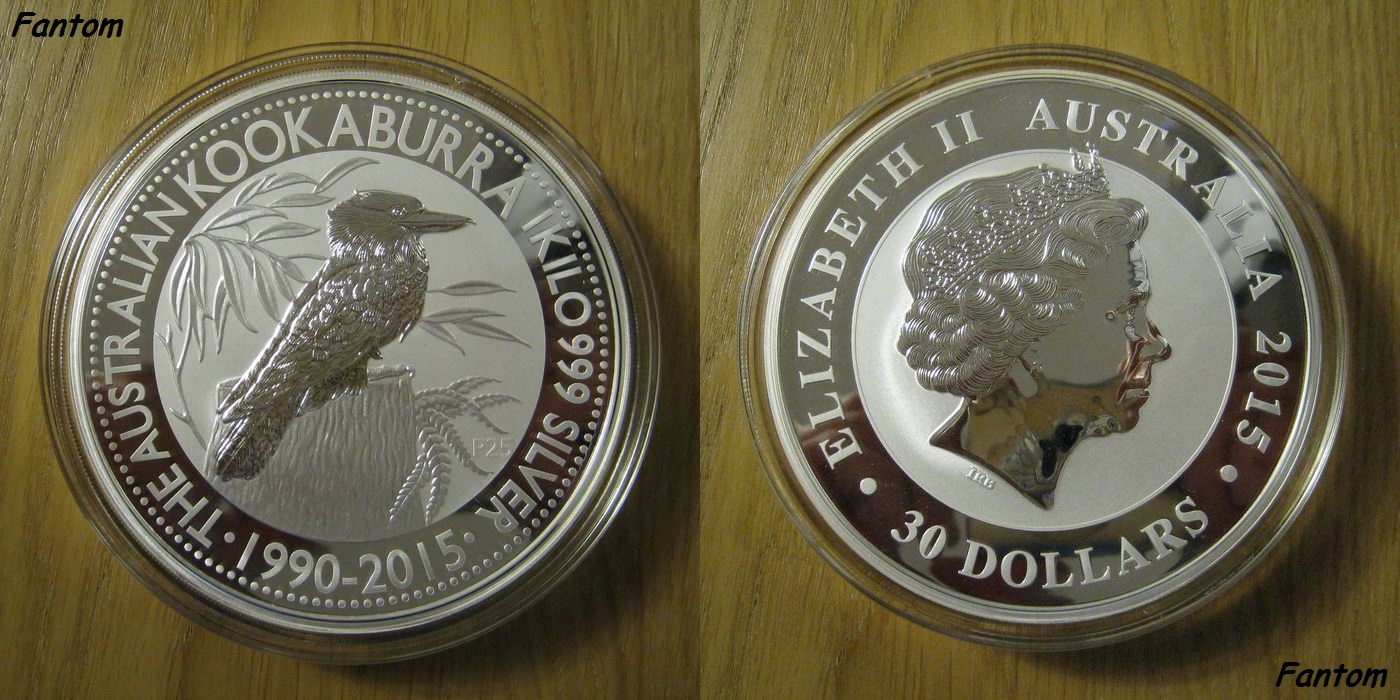 Fantom
THE AUSTRALIAN KOOKABURRA 1 KILO 999 SILVER
· 1990-2015 ·
P25
ELIZABETH II AUSTRALIA 2015
• 30 DOLLARS •
IRB
Fantom